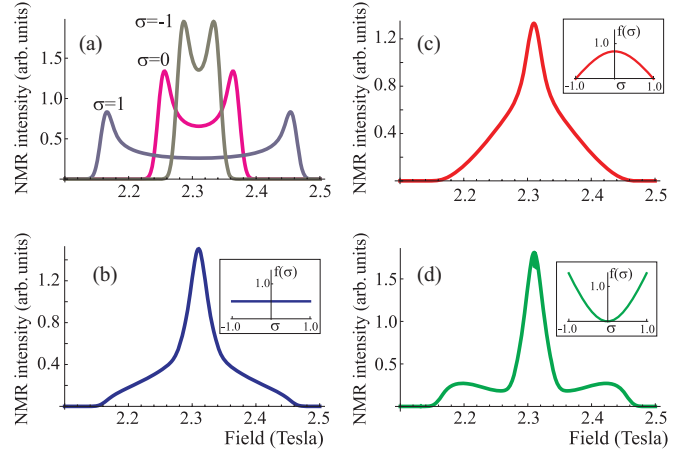 (a)
σ=-1
σ=0
σ=1
NMR intensity (arb. units)
1.5
1.0
0.5
2.2
2.3
2.4
2.5
(c)
f(σ)
1.0
-1.0
σ
1.0
NMR intensity (arb. units)
1.2
0.8
0.4
2.2
2.3
2.4
2.5
(b)
f(σ)
1.0
-1.0
σ
1.0
NMR intensity (arb. units)
1.2
0.8
0.4
2.2
2.3
2.4
2.5
Field (Tesla)
(d)
f(σ)
1.0
-1.0
σ
1.0
NMR intensity (arb. units)
1.5
1.0
0.5
2.2
2.3
2.4
2.5
Field (Tesla)